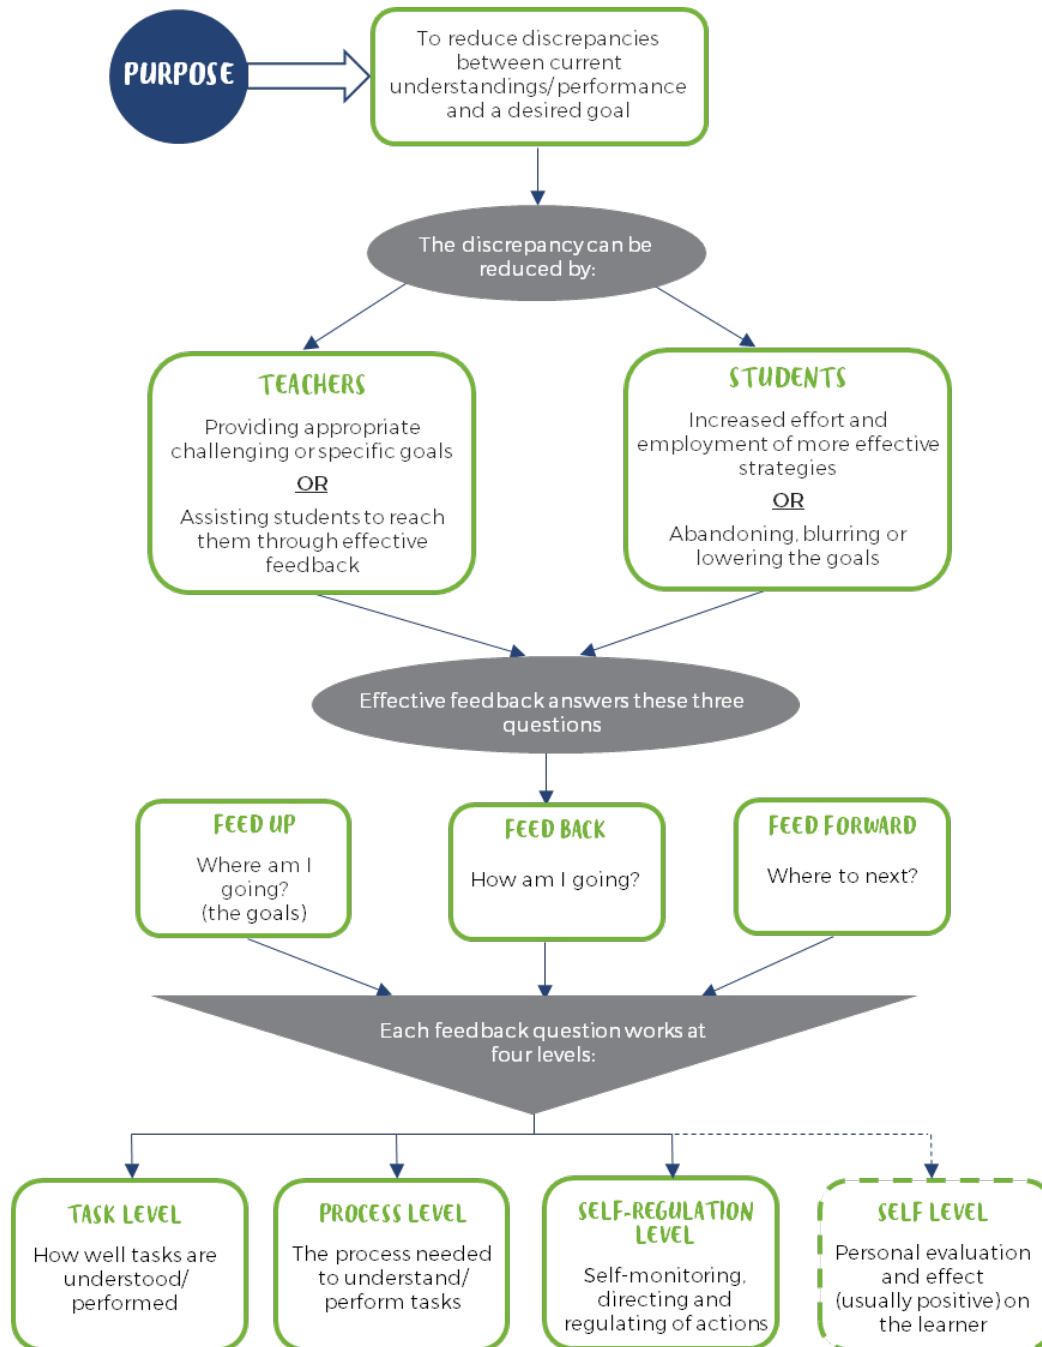 PURPOSE
To reduce discrepancies
between current
understandings/performance
and a desired goal
The discrepancy can be
reduced by:
TEACHERS
Providing appropriate
challenging or specific goals
OR
Assisting students to reach
them through effective
feedback
STUDENTS
Increased effort and
employment of more effective
strategies
OR
Abandoning, blurring or
lowering the goals
Effective feedback answers these three
questions
FEED UP
Where am I
going?
(the goals)
FEED BACK
How am I going?
FEED FORWARD
Where to next?
Each feedback question works at
four levels:
TASK LEVEL
How well tasks are
understood/
performed
PROCESS LEVEL
The process needed
to understand/
perform tasks
SELF-REGULATION
LEVEL
Self-monitoring,
directing and
regulating of actions
SELF LEVEL
Personal evaluation
and effect
(usually positive) on
the learner